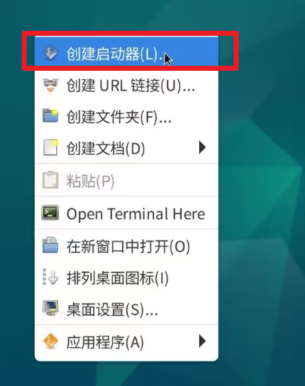 创建启动器(L)...
创建 URL 链接(U)...
创建文件夹(F)...
创建文档(D)
粘贴(P)
Open Terminal Here
在新窗口中打开(O)
排列桌面图标(I)
桌面设置(S)...
应用程序(A)